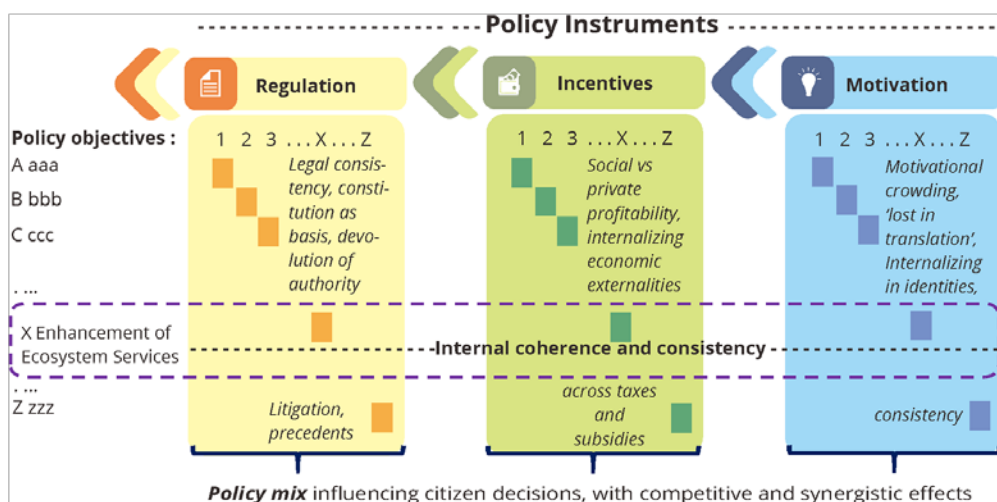 Policy Instruments
Regulation
Incentives
Motivation
Policy objectives :
1 2 3 ...X...Z
1 2 3 ...X...Z
1 2 3 ...X...Z
A aaa
B bbb
C ccc
. ...
Legal consis-
tency, consti-
tution as
basis, devo-
lution of
authority
Social vs
private
profitability,
internalizing
economic
externalities
Motivational
crowding,
‘lost in
translation’,
Internalizing
in identities,
X Enhancement of
Ecosystem Services
Internal coherence and consistency
. ...
Z zzz
Litigation,
precedents
across taxes
and
subsidies
consistency
Policy mix influencing citizen decisions, with competitive and synergistic effects